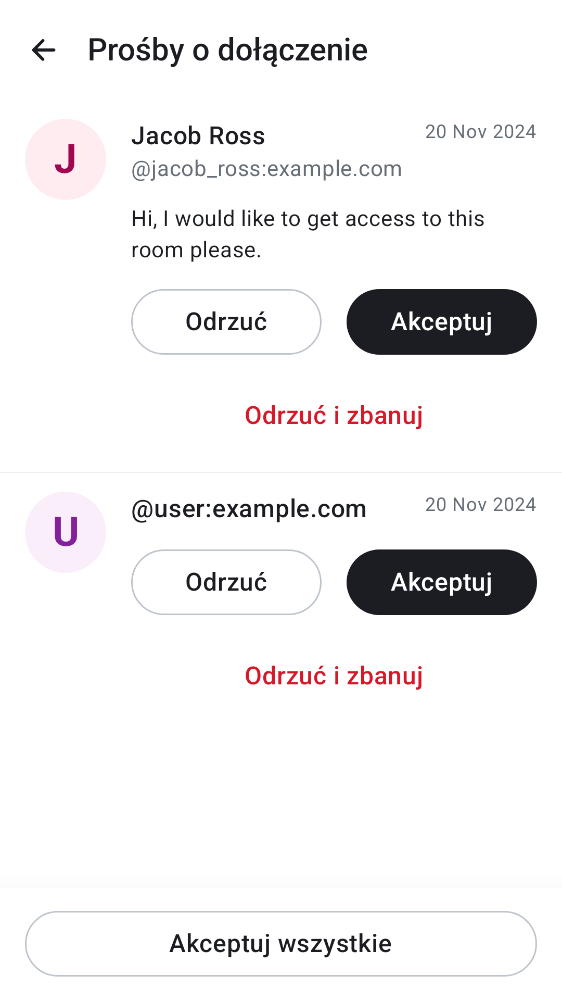 Prośby o dołączenie
J
Jacob Ross
20 Nov 2024
@jacob_ross:example.com
Hi, I would like to get access to this
room please.
Odrzuć
Akceptuj
Odrzuć i zbanuj
U
@user:example.com
20 Nov 2024
Odrzuć
Akceptuj
Odrzuć i zbanuj
Akceptuj wszystkie